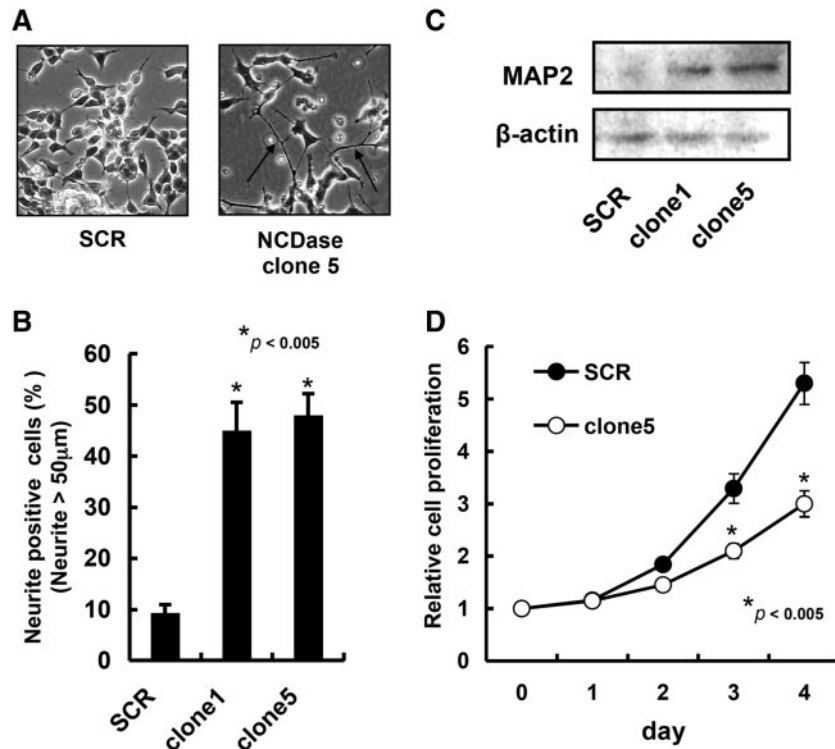 A
SCR
NCDase
clone 5
B
* p < 0.005
Neurite positive cells (%)
(Neurite > 50μm)
60
50
40
30
20
10
0
*
*
SCR
clone1
clone5
C
MAP2
β-actin
SCR
clone1
clone5
D
Relative cell proliferation
6
5
4
3
2
1
0
SCR
clone5
*
*
* p < 0.005
0 1 2 3 4
day